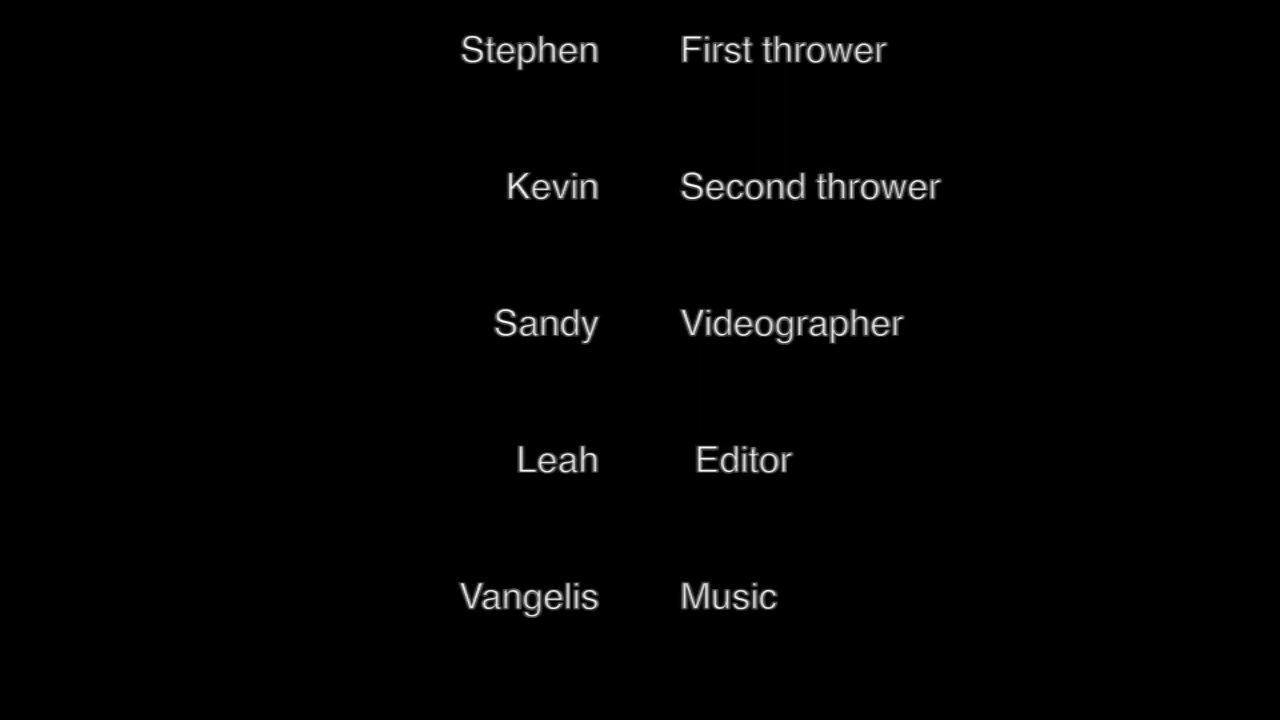 Stephen First thrower
Kevin Second thrower
Sandy Videographer
Leah Editor
Vangelis Music